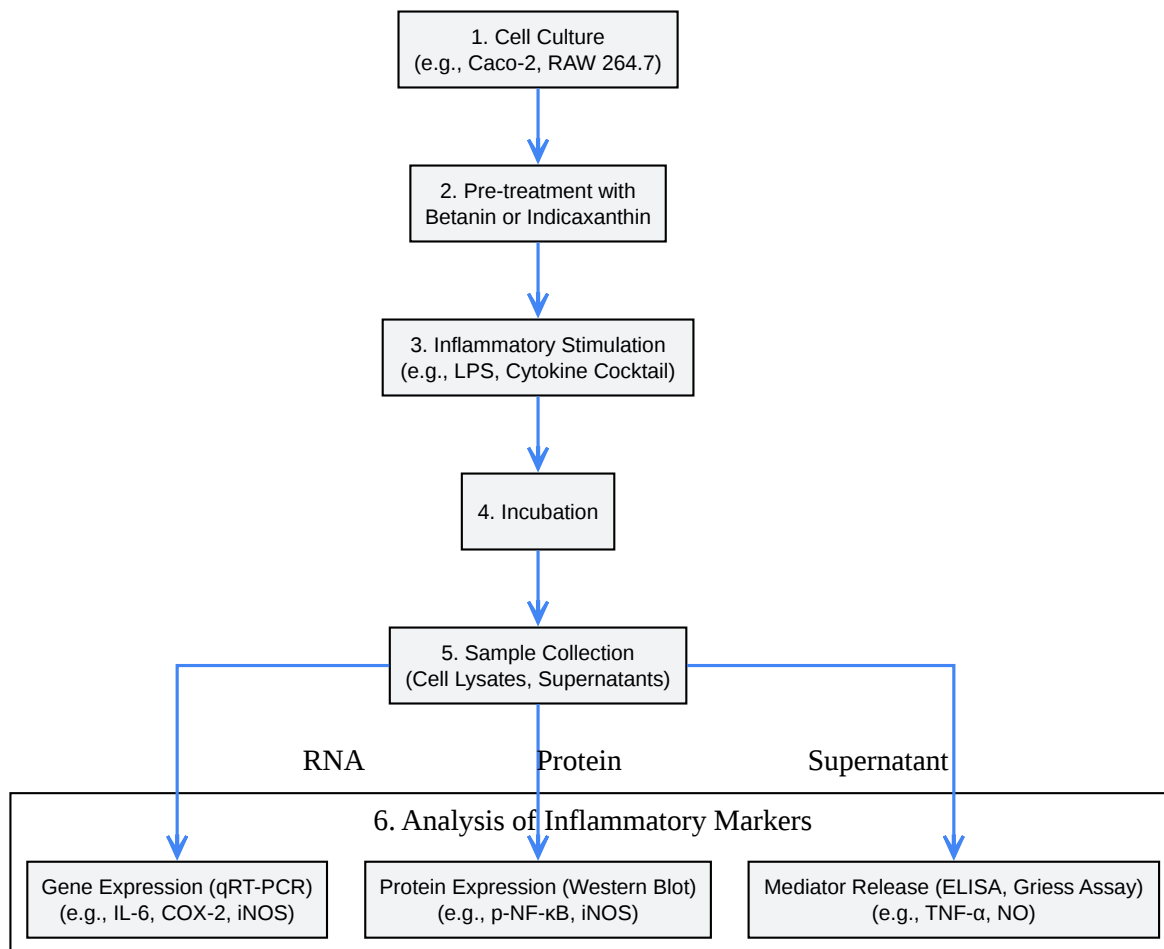 1. Cell Culture
(e.g., Caco-2, RAW 264.7)
2. Pre-treatment with
Betanin or Indicaxanthin
3. Inflammatory Stimulation
(e.g., LPS, Cytokine Cocktail)
4. Incubation
5. Sample Collection
(Cell Lysates, Supernatants)
RNA
Protein
Supernatant
6. Analysis of Inflammatory Markers
Gene Expression (qRT-PCR)
(e.g., IL-6, COX-2, iNOS)
Protein Expression (Western Blot)
(e.g., p-NF-κB, iNOS)
Mediator Release (ELISA, Griess Assay)
(e.g., TNF-α, NO)